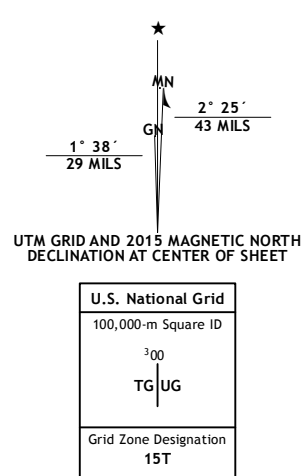 ★
MN
GN
2° 25´
43 MILS
1° 38´
29 MILS
UTM GRID AND 2015 MAGNETIC NORTH
DECLINATION AT CENTER OF SHEET
U.S. National Grid
100,000-m Square ID
³00
TG UG
Grid Zone Designation
15T